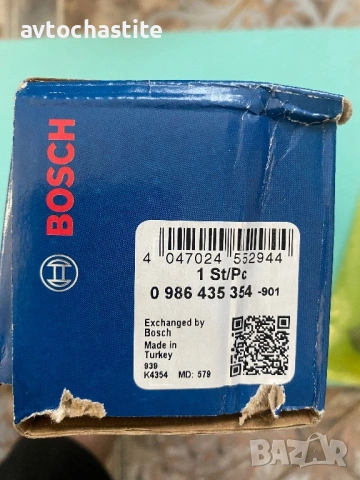 avtochastite
BOSCH
4 047024 552944
1 St/Pc
0 986 435 354 -901
Exchanged by
Bosch
Made in
Turkey
939
K4354 MD: 579
BAZAR
bg